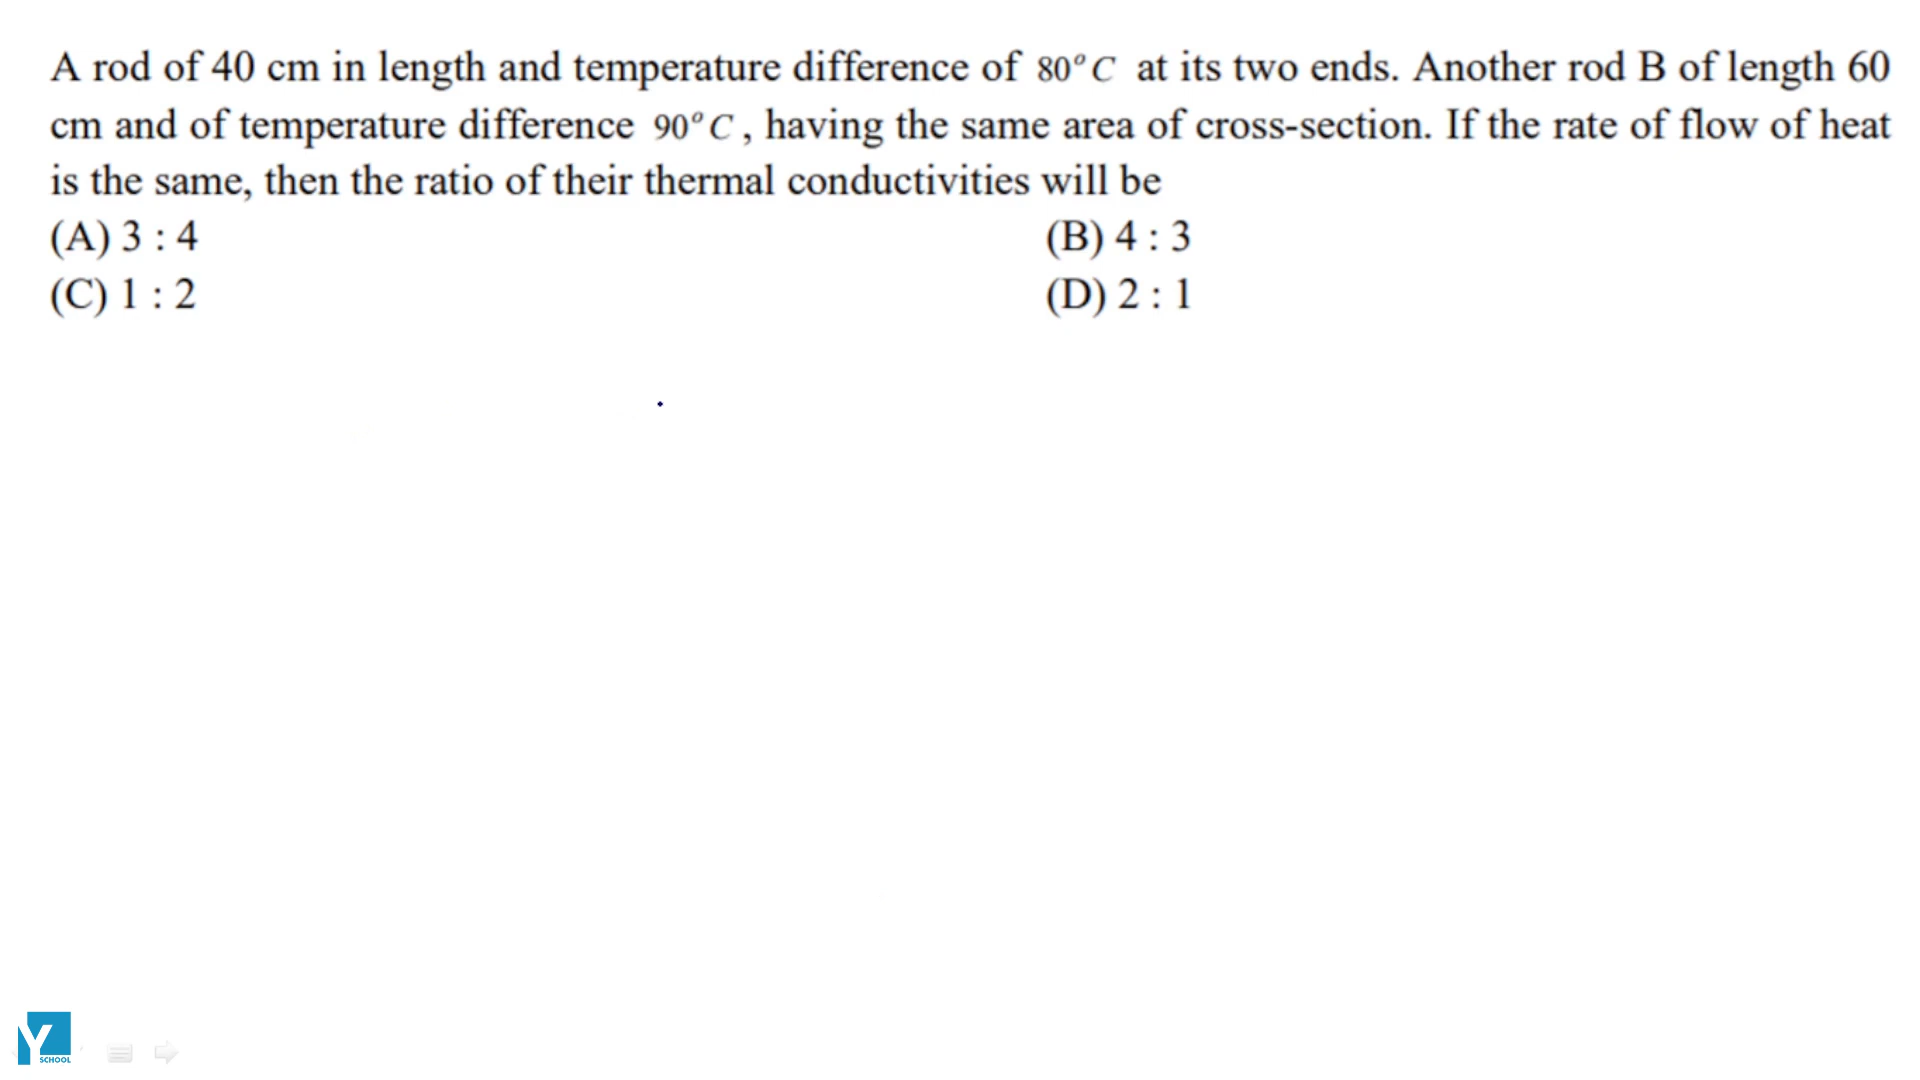 A rod of 40 cm in length and temperature difference of 80°C at its two ends. Another rod B of length 60
cm and of temperature difference 90°C, having the same area of cross-section. If the rate of flow of heat
is the same, then the ratio of their thermal conductivities will be
(A) 3 : 4 (B) 4 : 3
(C) 1 : 2 (D) 2 : 1
Y SCHOOL